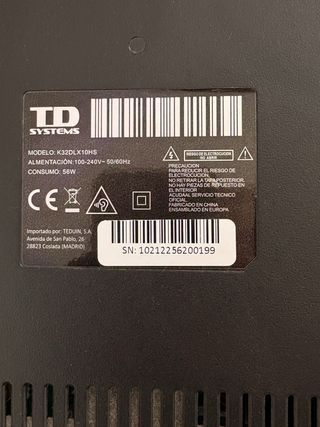 TD
SYSTEMS
MODELO: K32DLX10HS
ALIMENTACIÓN:100-240V~ 50/60Hz
CONSUMO: 56W
RIESGO DE ELECTROCUCION
NO ABRIR
PRECAUCION
PARA REDUCIR EL RIESGO DE
ELECTROCUCION,
NO RETIRAR LA TAPA POSTERIOR.
NO HAY PIEZAS DE REPUESTO EN
EL INTERIOR.
ACUDAAL SERVICIO TECNICO
OFICIAL
FABRICADO EN CHINA
ENSAMBLADO EN EUROPA
CE
Importado por: TEDUIN, S.A.
Avenida de San Pablo, 26
28823 Coslada (MADRID)
SN: 10212256200199